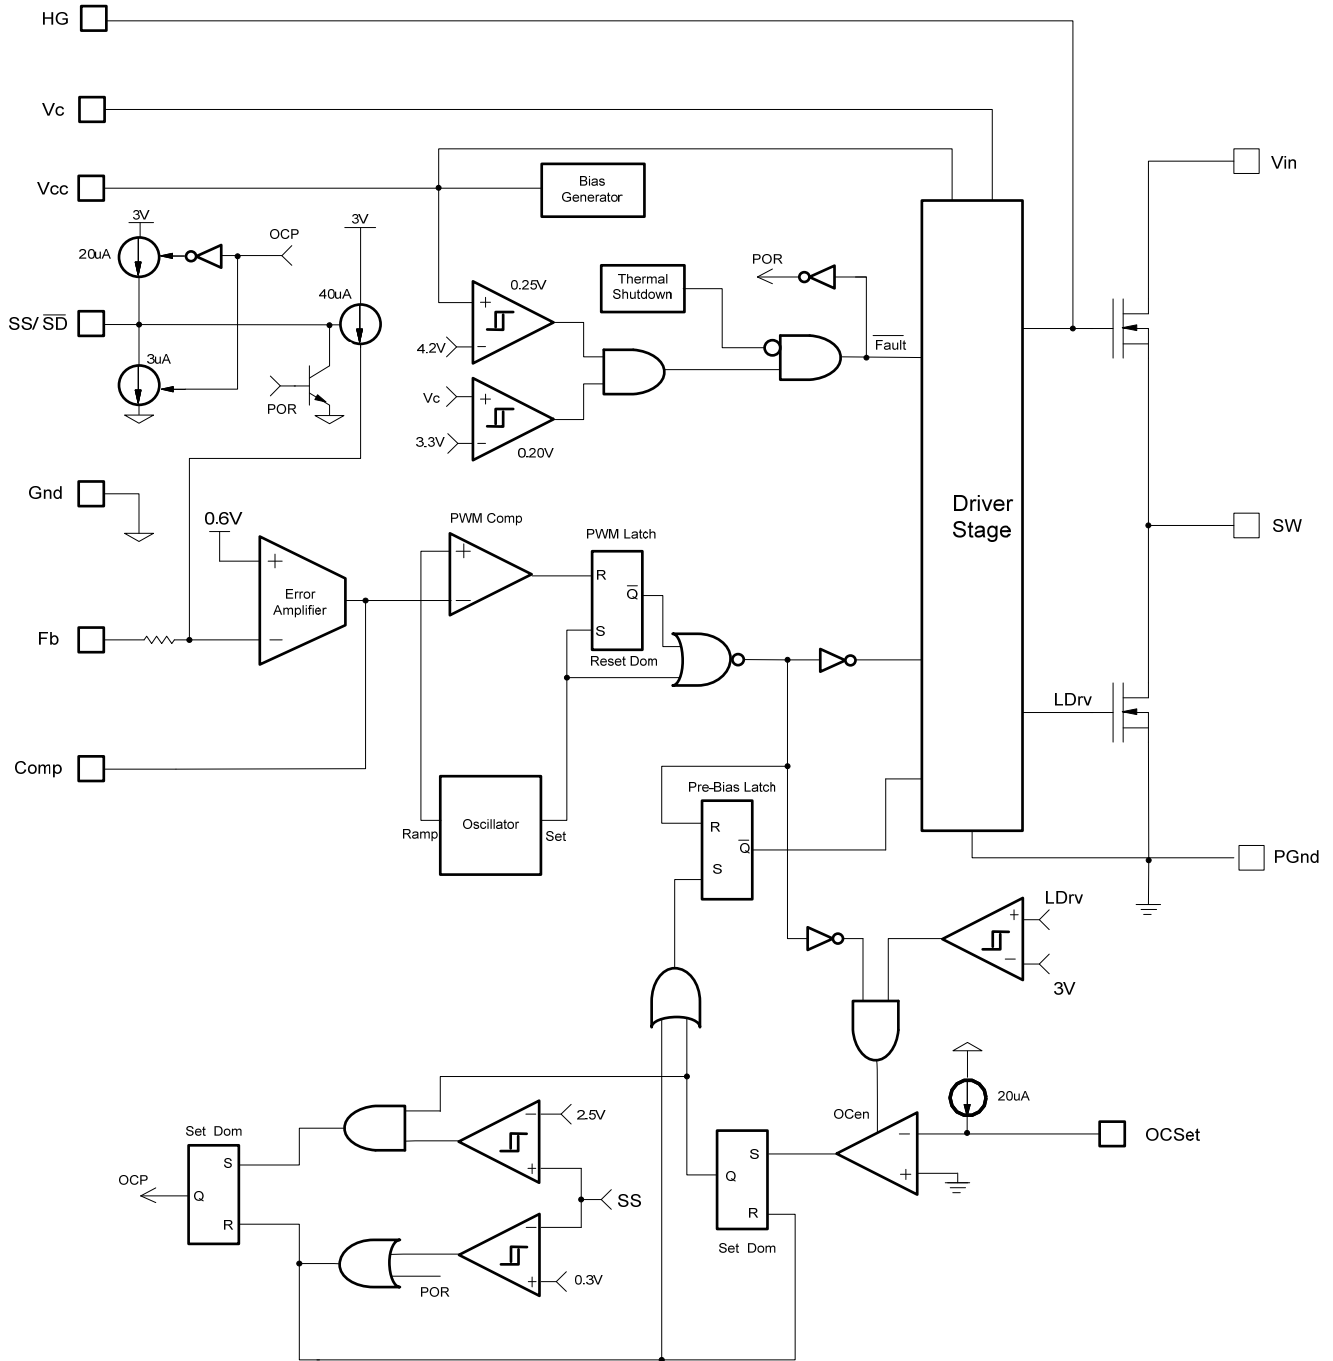 HG
Vc
Vcc
Bias
Generator
Vin
3V
3V
OCP
20uA
40uA
SS/ S̅D̅
3uA
POR
0.25V
4.2V
+
−
Vc
3.3V
+
−
0.20V
Thermal
Shutdown
POR
F̅a̅u̅l̅t̅
Driver
Stage
Gnd
0.6V
+
−
Error
Amplifier
PWM Comp
+
−
PWM Latch
R
Q̅
S
Reset Dom
SW
Fb
LDrv
Comp
Ramp
Oscillator
Set
Pre-Bias Latch
R
Q̅
S
PGnd
LDrv
+
−
3V
20uA
OCen
−
+
OCSet
Set Dom
S
Q
R
OCP
2.5V
−
+
SS
−
+
0.3V
POR
S
Q
R
Set Dom